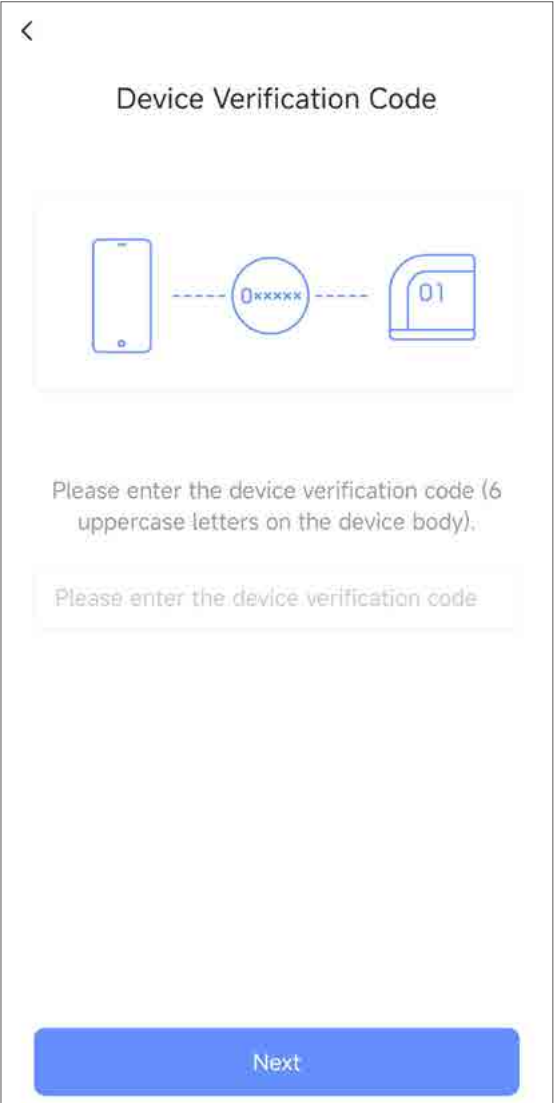 Device Verification Code
0xxxxx
01
Please enter the device verification code (6
uppercase letters on the device body).
Please enter the device verification code
Next